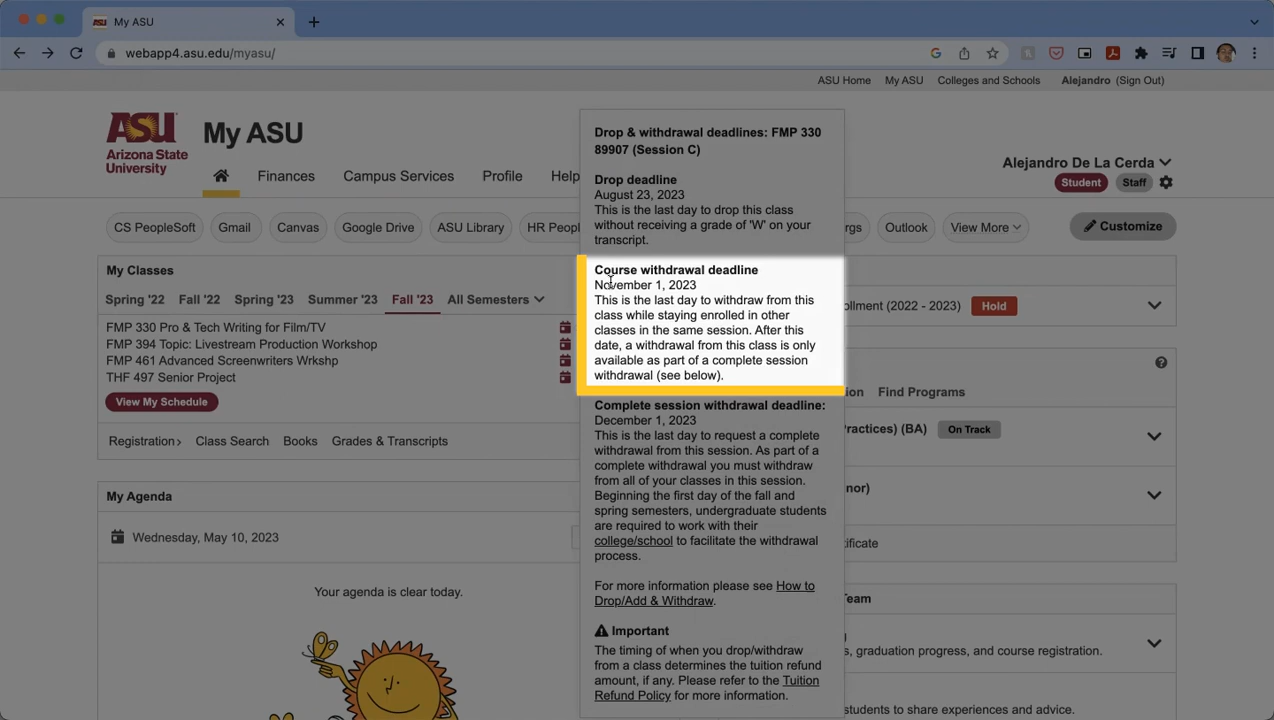 My ASU
webapp4.asu.edu/myasu/
ASU Home
My ASU
Colleges and Schools
Alejandro (Sign Out)
ASU
Arizona State
University
My ASU
Alejandro De La Cerda
Student
Staff
Finances
Campus Services
Profile
Help
CS PeopleSoft
Gmail
Canvas
Google Drive
ASU Library
HR People
rgs
Outlook
View More
Customize
My Classes
Spring '22
Fall '22
Spring '23
Summer '23
Fall '23
All Semesters
FMP 330 Pro & Tech Writing for Film/TV
FMP 394 Topic: Livestream Production Workshop
FMP 461 Advanced Screenwriters Wrkshp
THF 497 Senior Project
View My Schedule
Registration>
Class Search
Books
Grades & Transcripts
My Agenda
Wednesday, May 10, 2023
Your agenda is clear today.
Drop & withdrawal deadlines: FMP 330
89907 (Session C)
Drop deadline
August 23, 2023
This is the last day to drop this class
without receiving a grade of 'W' on your
transcript.
Course withdrawal deadline
November 1, 2023
This is the last day to withdraw from this
class while staying enrolled in other
classes in the same session. After this
date, a withdrawal from this class is only
available as part of a complete session
withdrawal (see below).
Complete session withdrawal deadline:
December 1, 2023
This is the last day to request a complete
withdrawal from this session. As part of a
complete withdrawal you must withdraw
from all of your classes in this session.
Beginning the first day of the fall and
spring semesters, undergraduate students
are required to work with their
college/school to facilitate the withdrawal
process.
For more information please see How to
Drop/Add & Withdraw.
Important
The timing of when you drop/withdraw
from a class determines the tuition refund
amount, if any. Please refer to the Tuition
Refund Policy for more information.
ollment (2022 - 2023)
Hold
ion
Find Programs
Practices) (BA)
On Track
nor)
rtificate
Team
g
s, graduation progress, and course registration.
students to share experiences and advice.